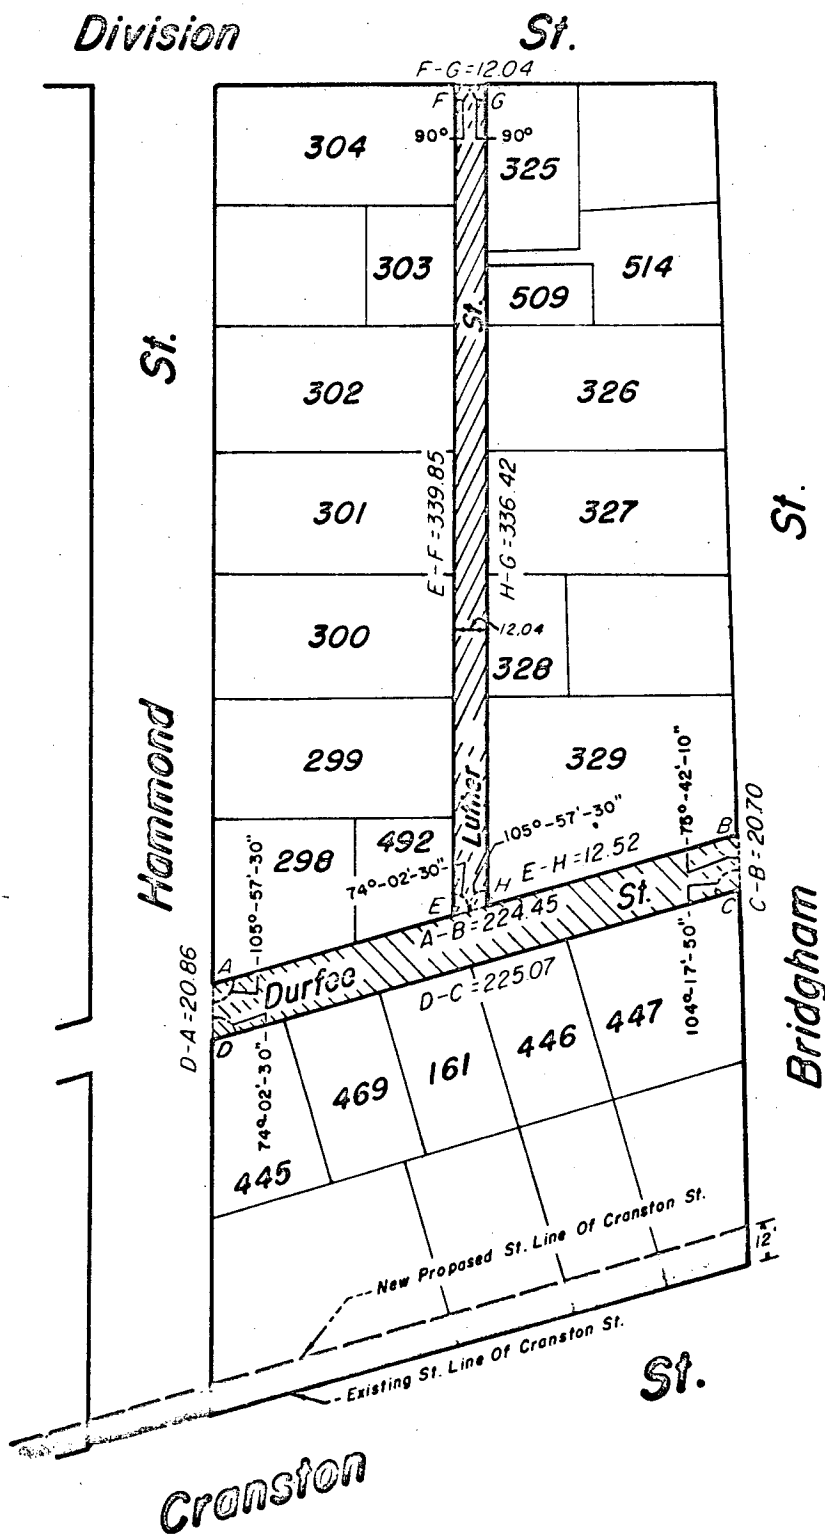 Division St.
F-G=12.04
F G
90° 90°
304
325
303
514
509
St.
St.
302
326
E-F=339.85
H-G=336.42
301
327
St.
12.04
300
328
Hammond
299
329
Luther
105°-57'-30"
75°-42'-10"
B
C-B=20.70
298
492
105°-57'-30"
74°-02'-30"
E-H=12.52
E H
A-B=224.45
St.
C
Bridgham
D-A=20.86
A
Durfee
D-C=225.07
104°-17'-50"
D
74°-02'-30"
445
469
161
446
447
New Proposed St. Line Of Cranston St.
12'
Existing St. Line Of Cranston St.
Cranston St.